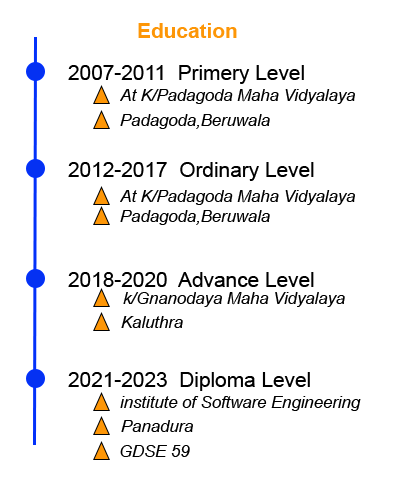 Education
2007-2011 Primery Level
At K/Padagoda Maha Vidyalaya
Padagoda,Beruwala
2012-2017 Ordinary Level
At K/Padagoda Maha Vidyalaya
Padagoda,Beruwala
2018-2020 Advance Level
k/Gnanodaya Maha Vidyalaya
Kaluthra
2021-2023 Diploma Level
institute of Software Engineering
Panadura
GDSE 59